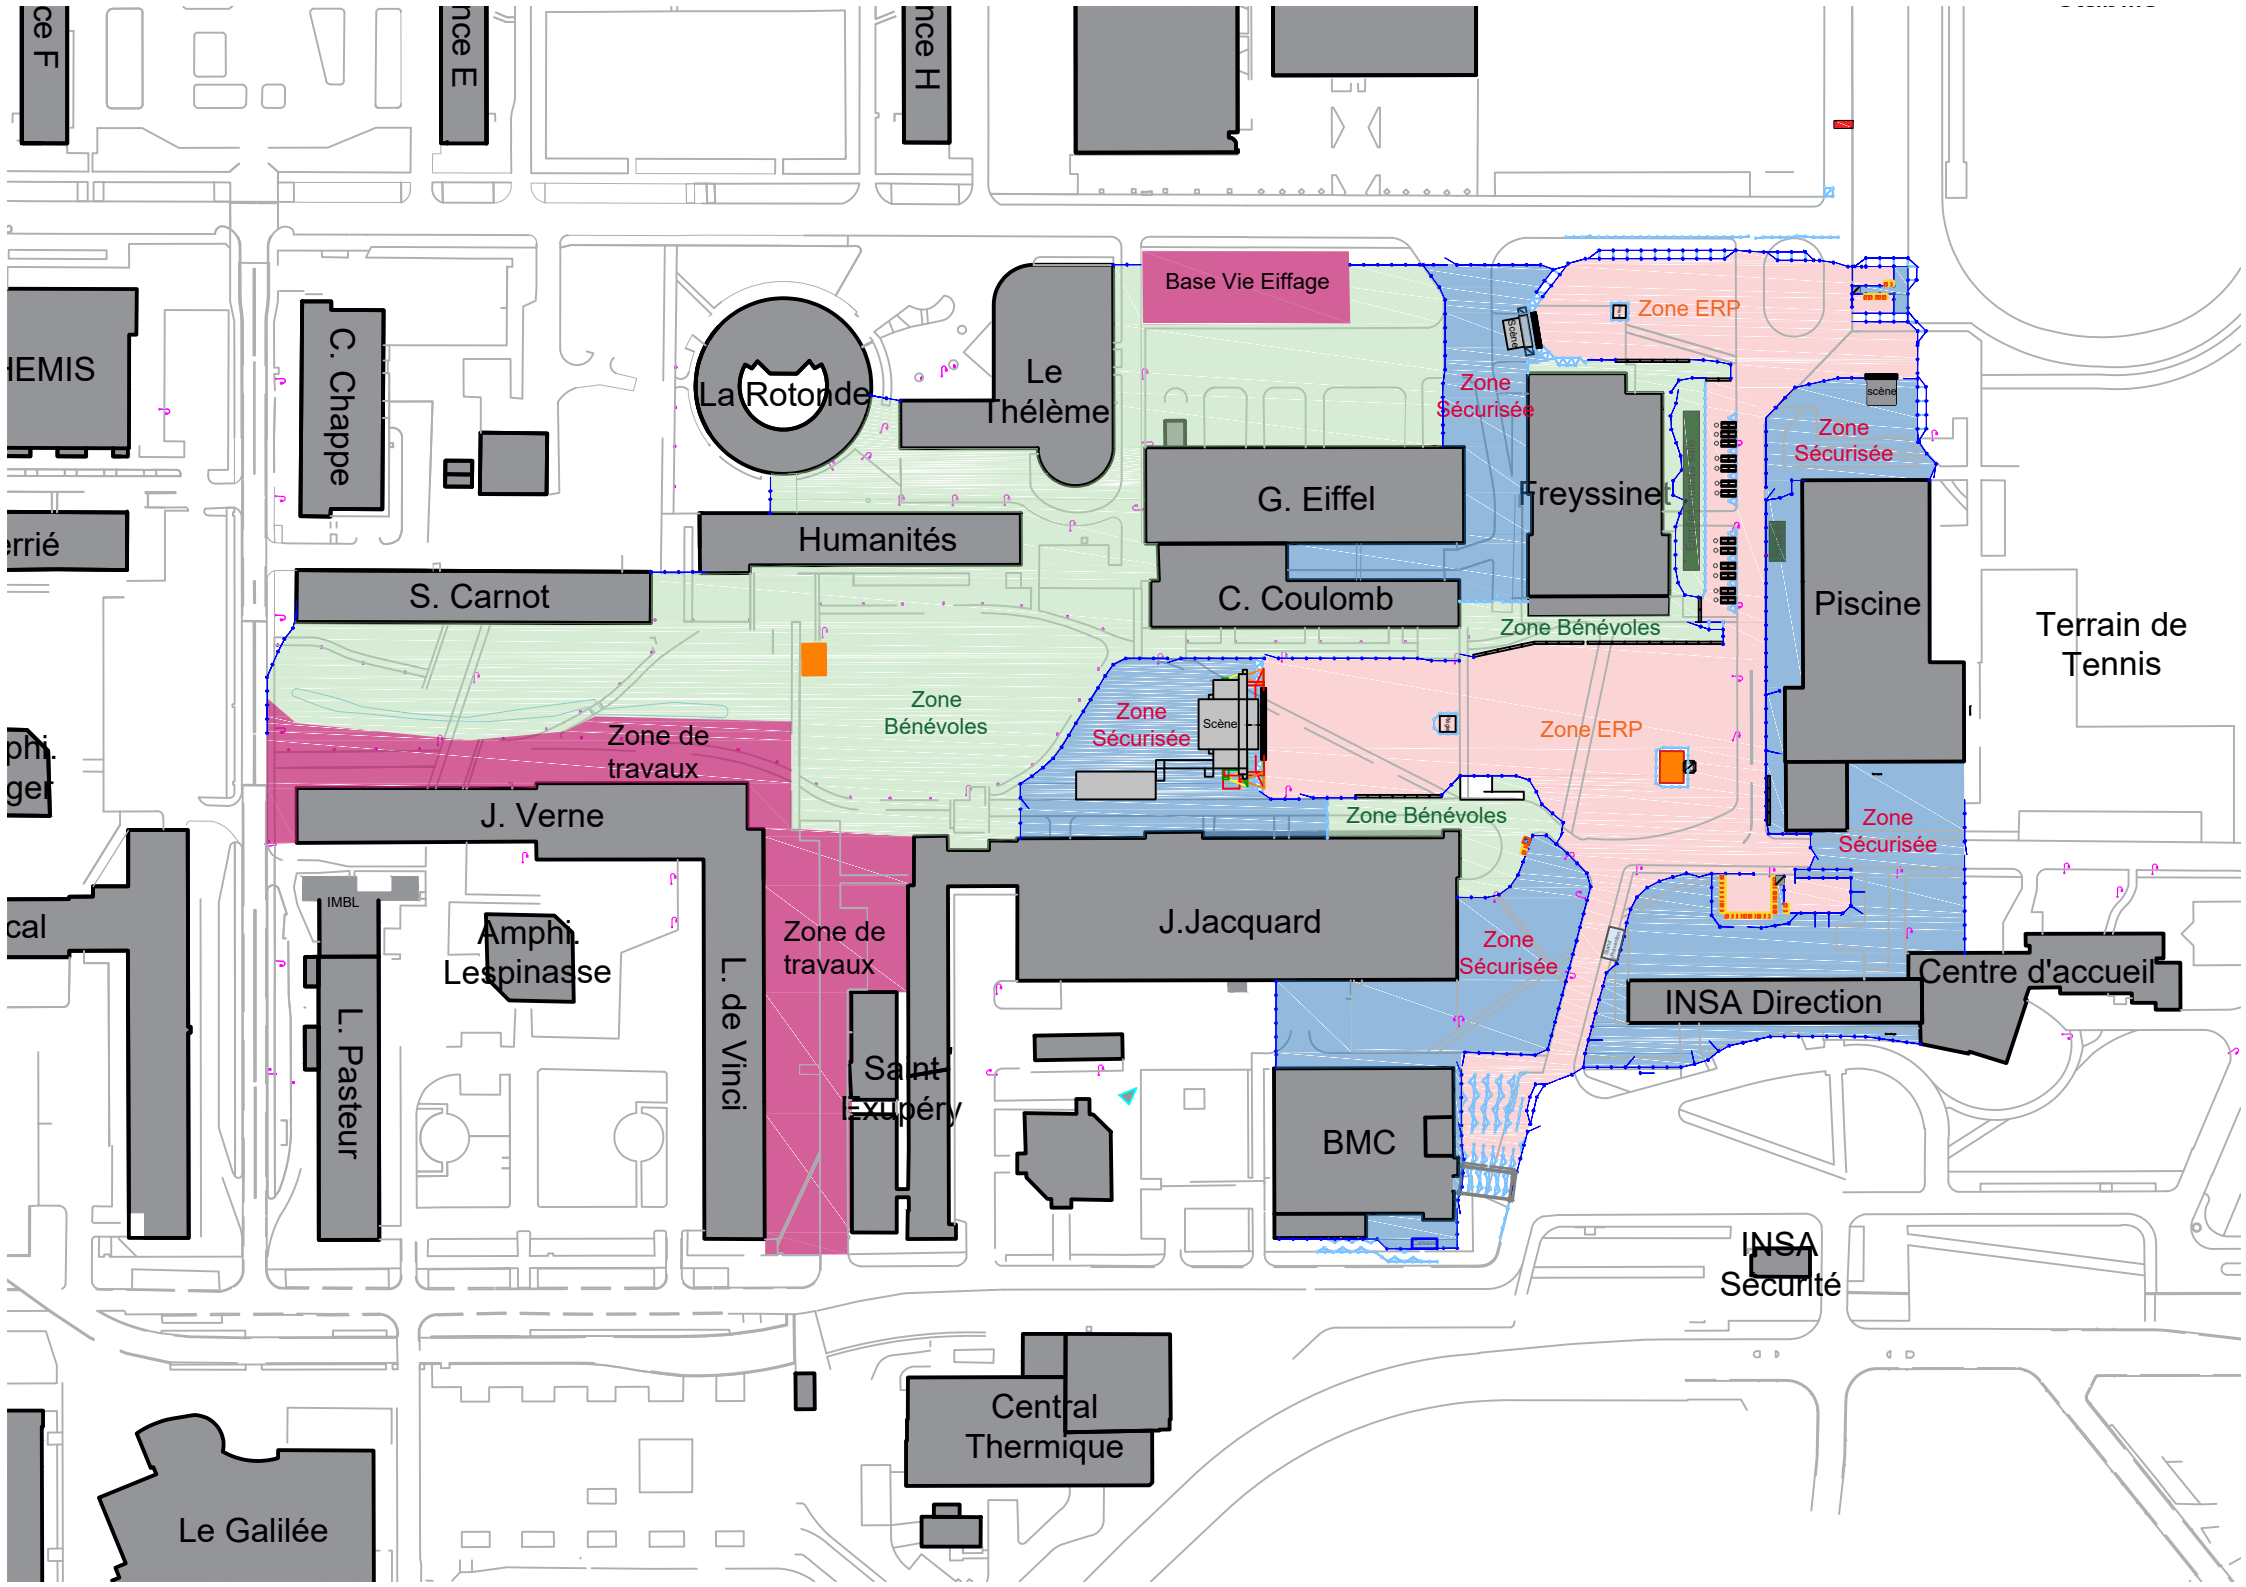 ce F
nce E
nce H
Base Vie Eiffage
Zone ERP
Scène
HEMIS
C. Chappe
La Rotonde
Le
Thélème
Zone
Sécurisée
scène
Zone
Sécurisée
G. Eiffel
Freyssinet
errié
Humanités
S. Carnot
C. Coulomb
Piscine
Zone Bénévoles
Terrain de
Tennis
Zone
Bénévoles
Zone
Sécurisée
Scène
Zone ERP
Zone de
travaux
phi.
ger
J. Verne
Zone Bénévoles
Zone
Sécurisée
IMBL
cal
Amphi.
Lespinasse
Zone de
travaux
J.Jacquard
Zone
Sécurisée
Centre d'accueil
INSA Direction
L. Pasteur
L. de Vinci
Saint
Exupéry
BMC
INSA
Sécurité
Central
Thermique
Le Galilée